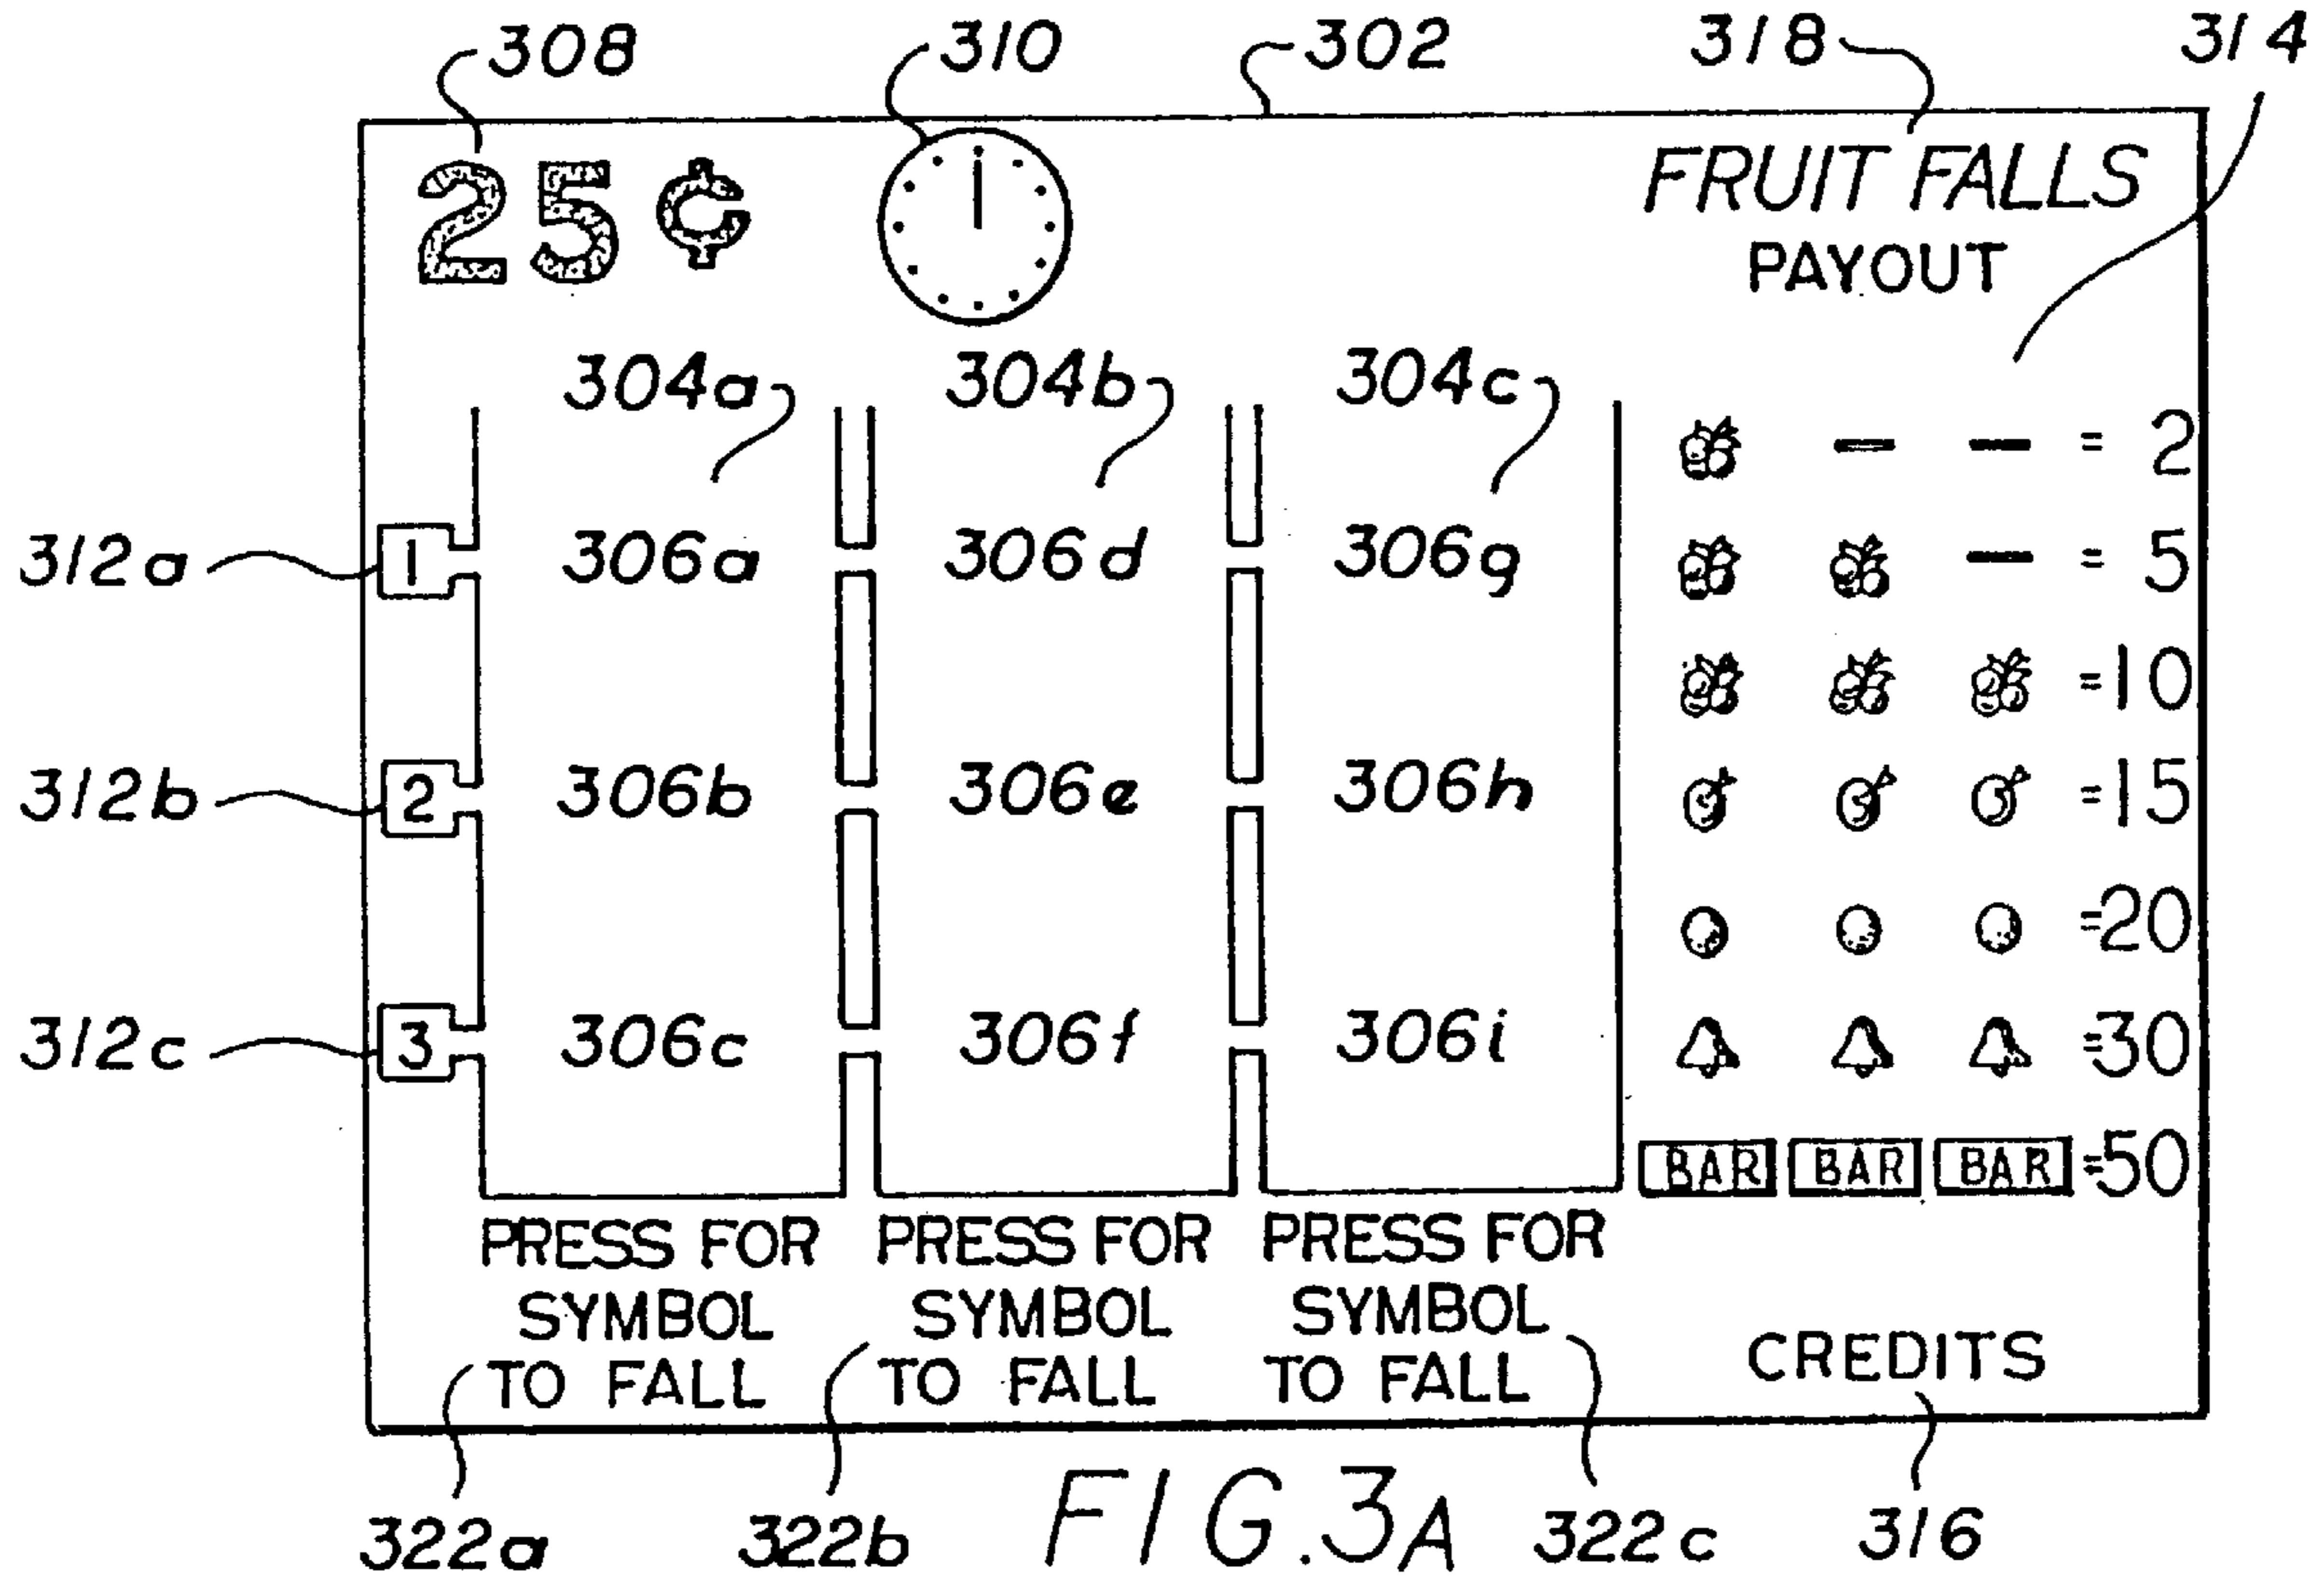 308 310 302 318 314
25¢ FRUIT FALLS
PAYOUT
304a 304b 304c
— — = 2
312a 1 306a 306d 306g — = 5
=10
312b 2 306b 306e 306h =15
=20
312c 3 306c 306f 306i =30
BAR BAR BAR =50
PRESS FOR PRESS FOR PRESS FOR
SYMBOL SYMBOL SYMBOL
TO FALL TO FALL TO FALL CREDITS
322a 322b FIG.3A 322c 316